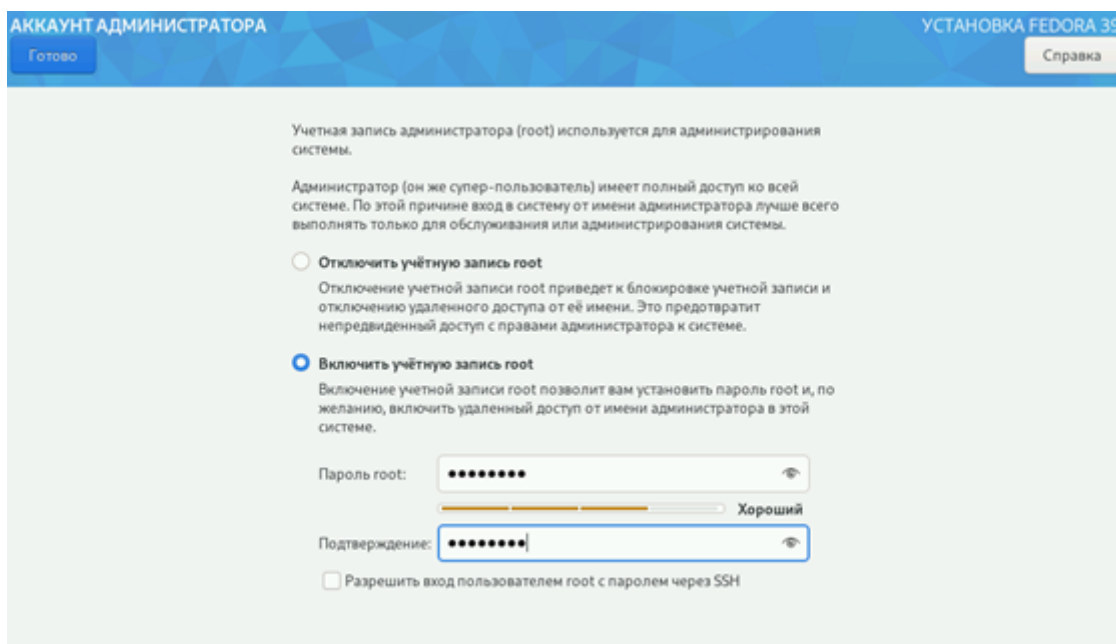 АККАУНТ АДМИНИСТРАТОРА
УСТАНОВКА FEDORA 39
Готово
Справка
Учетная запись администратора (root) используется для администрирования
системы.
Администратор (он же супер-пользователь) имеет полный доступ ко всей
системе. По этой причине вход в систему от имени администратора лучше всего
выполнять только для обслуживания или администрирования системы.
Отключить учётную запись root
Отключение учетной записи root приведет к блокировке учетной записи и
отключению удаленного доступа от её имени. Это предотвратит
непредвиденный доступ с правами администратора к системе.
Включить учётную запись root
Включение учетной записи root позволит вам установить пароль root и, по
желанию, включить удаленный доступ от имени администратора в этой
системе.
Пароль root: ●●●●●●●●
Хороший
Подтверждение: ●●●●●●●●
Разрешить вход пользователем root с паролем через SSH